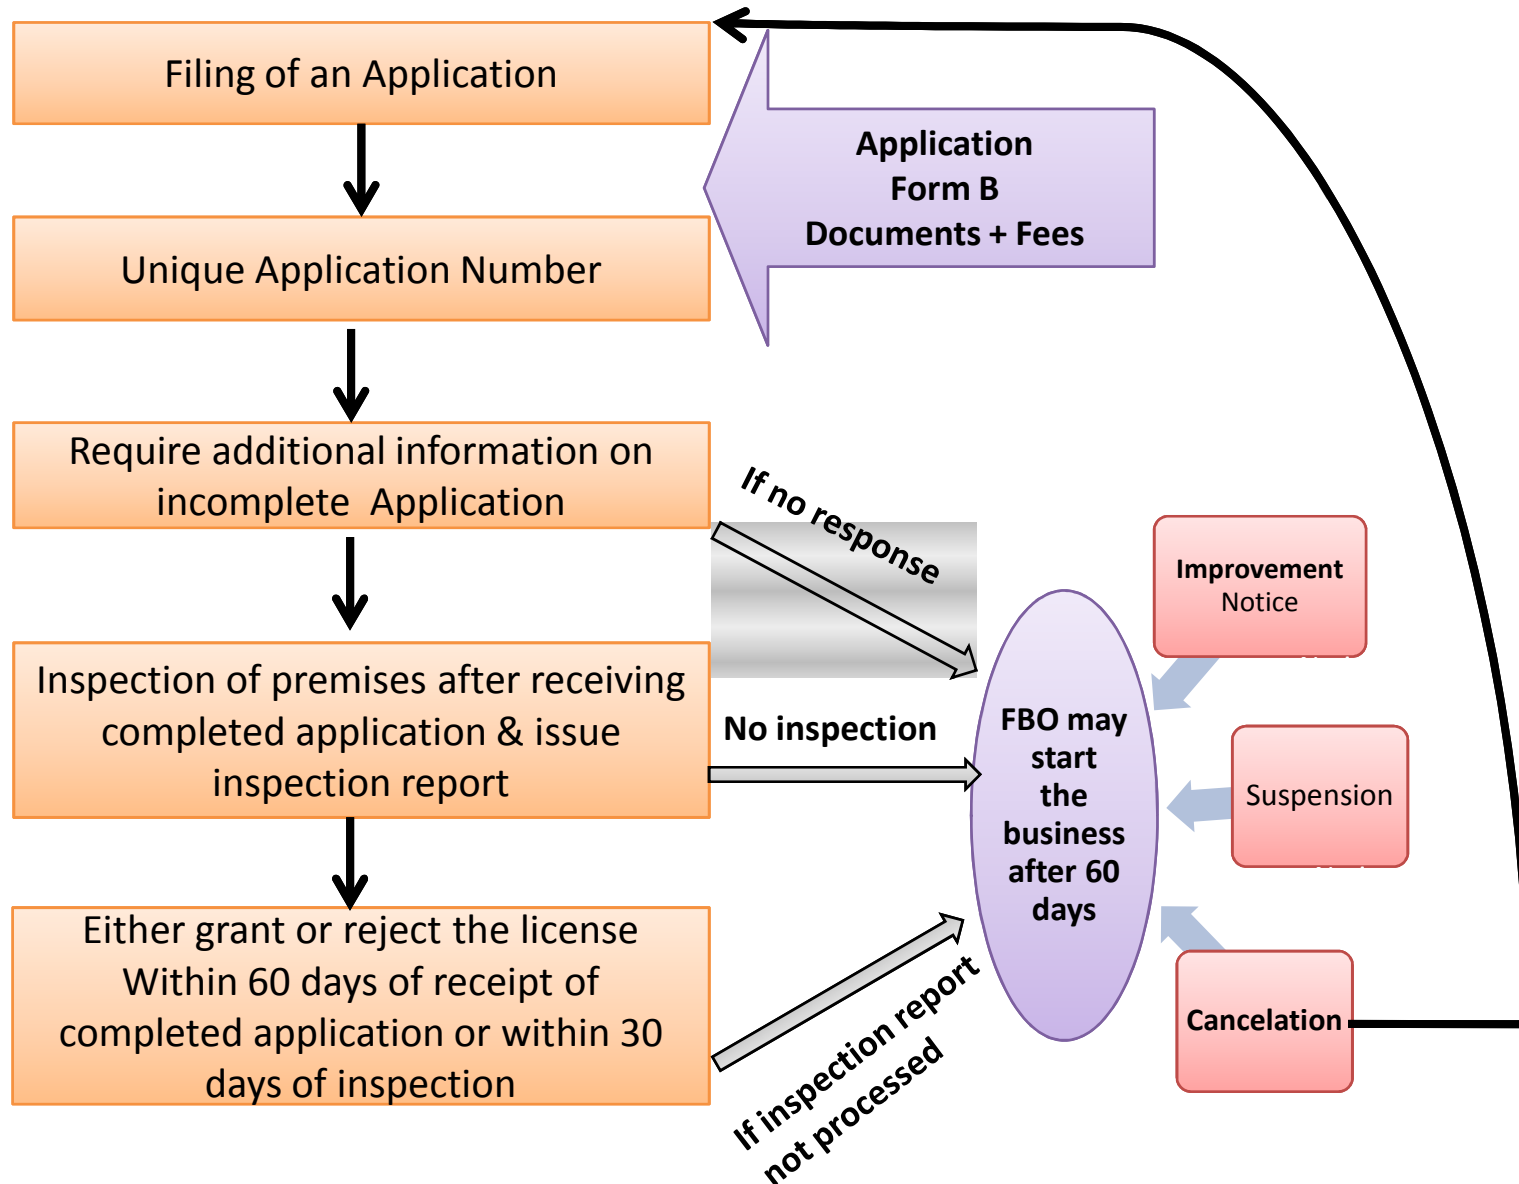 Filing of an Application
Application
Form B
Documents + Fees
Unique Application Number
Require additional information on
incomplete Application
If no response
Inspection of premises after receiving
completed application & issue
inspection report
No inspection
Either grant or reject the license
Within 60 days of receipt of
completed application or within 30
days of inspection
If inspection report
not processed
FBO may
start
the
business
after 60
days
Improvement
Notice
Suspension
Cancelation